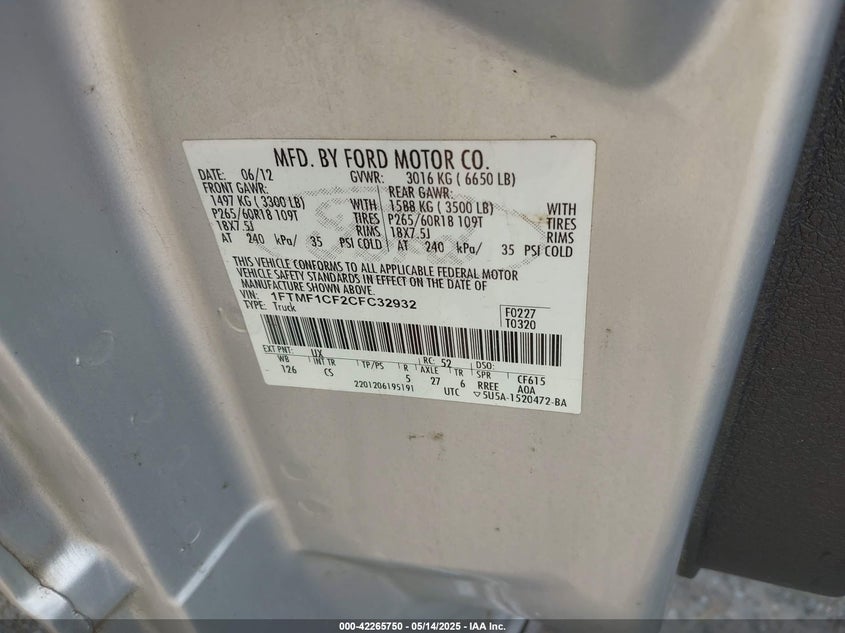 MFD. BY FORD MOTOR CO.
DATE: 06/12 GVWR: 3016 KG ( 6650 LB)
FRONT GAWR: REAR GAWR:
1497 KG ( 3300 LB) WITH 1588 KG ( 3500 LB) WITH
P265/60R18 109T TIRES P265/60R18 109T TIRES
18X7.5J RIMS 18X7.5J RIMS
AT 240 kPa/ 35 PSI COLD AT 240 kPa/ 35 PSI COLD
THIS VEHICLE CONFORMS TO ALL APPLICABLE FEDERAL MOTOR
VEHICLE SAFETY STANDARDS IN EFFECT ON THE DATE OF
MANUFACTURE SHOWN ABOVE.
VIN: 1FTMF1CF2CFC32932
TYPE: Truck
F0227
T0320
EXT PNT: UX RC: 52 DSO:
WB INT TR TP/PS R AXLE TR SPR CF615
126 CS 5 27 6 RREE A0A
2201206195191 UTC ▽5U5A-1520472-BA
000-42265750 — 05/14/2025 — IAA Inc.